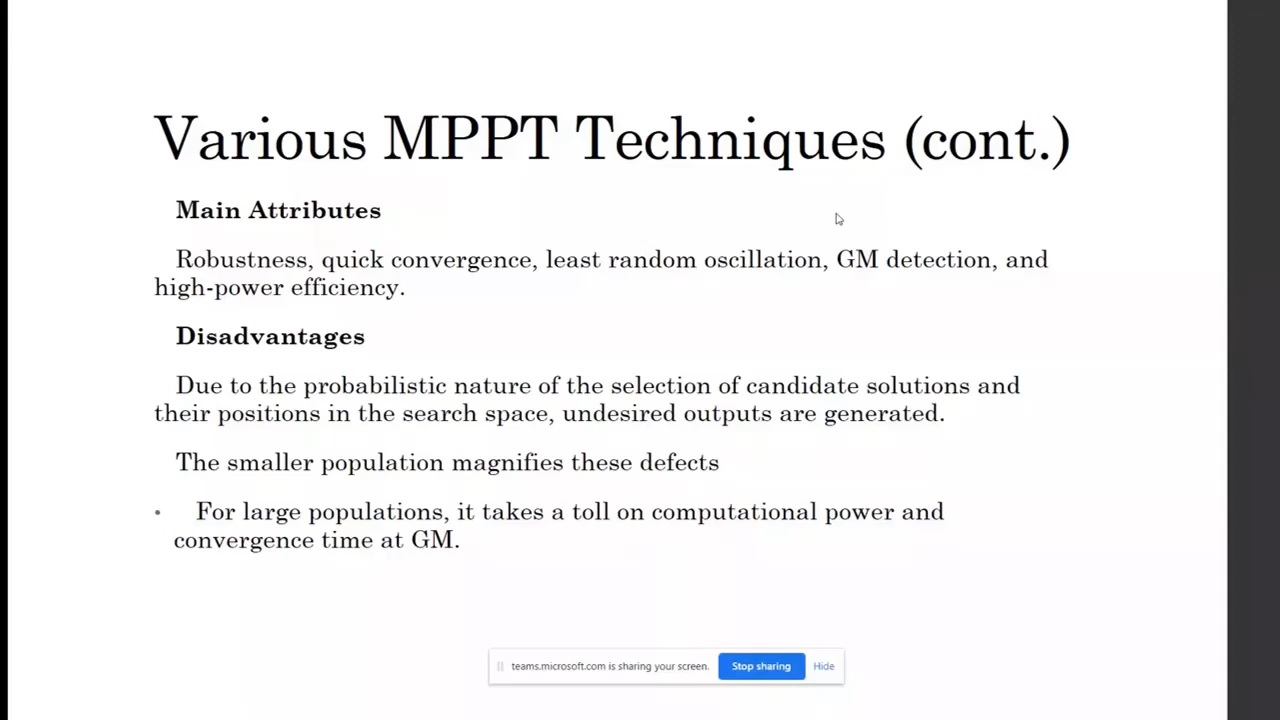 Various MPPT Techniques (cont.)
Main Attributes
Robustness, quick convergence, least random oscillation, GM detection, and
high-power efficiency.
Disadvantages
Due to the probabilistic nature of the selection of candidate solutions and
their positions in the search space, undesired outputs are generated.
The smaller population magnifies these defects
• For large populations, it takes a toll on computational power and
convergence time at GM.
teams.microsoft.com is sharing your screen. Stop sharing Hide